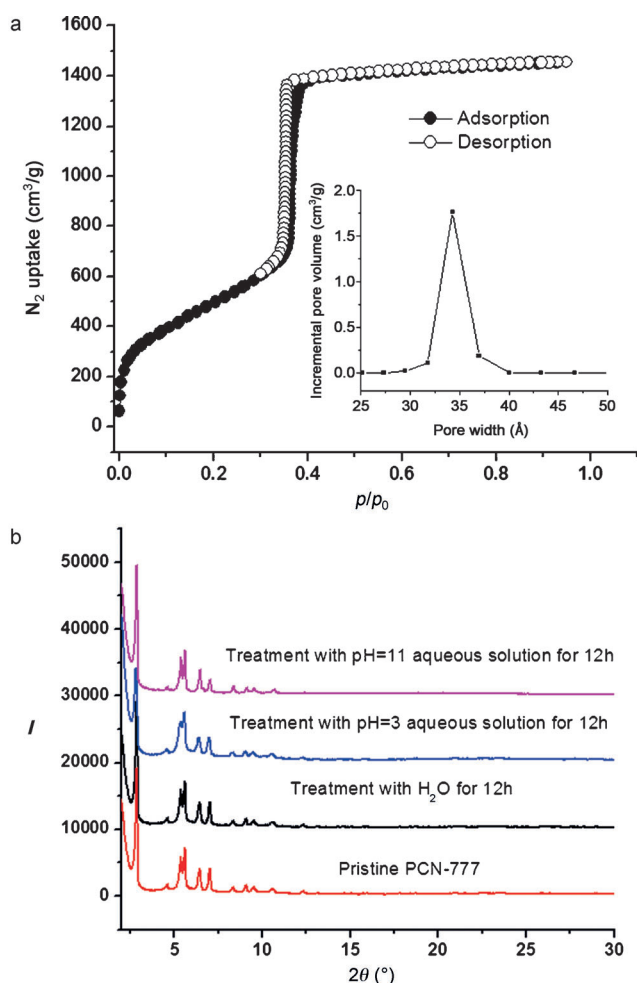 a
1600
1400
1200
1000
800
600
400
200
0
N₂ uptake (cm³/g)
Adsorption
Desorption
2.0
1.5
1.0
0.5
0.0
Incremental pore volume (cm³/g)
25 30 35 40 45 50
Pore width (Å)
0.0 0.2 0.4 0.6 0.8 1.0
p/p₀
b
50000
40000
30000
20000
10000
0
I
Treatment with pH=11 aqueous solution for 12h
Treatment with pH=3 aqueous solution for 12h
Treatment with H₂O for 12h
Pristine PCN-777
5 10 15 20 25 30
2θ (°)